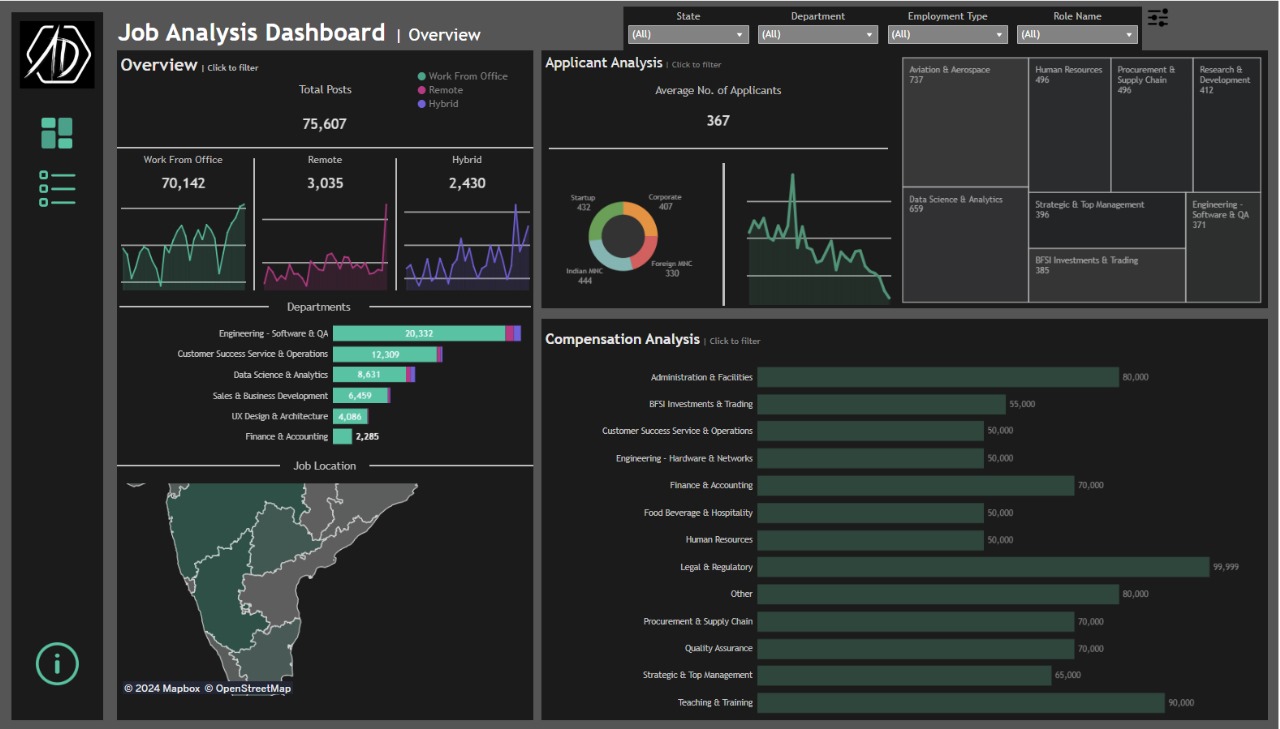 Job Analysis Dashboard | Overview
State
(All)
Department
(All)
Employment Type
(All)
Role Name
(All)
AD
Overview | Click to filter
Work From Office
Remote
Hybrid
Total Posts
75,607
Work From Office
70,142
Remote
3,035
Hybrid
2,430
Departments
Engineering - Software & QA
20,332
Customer Success Service & Operations
12,309
Data Science & Analytics
8,631
Sales & Business Development
6,459
UX Design & Architecture
4,086
Finance & Accounting
2,285
Job Location
© 2024 Mapbox © OpenStreetMap
i
Applicant Analysis | Click to filter
Average No. of Applicants
367
Startup
432
Corporate
407
Indian MNC
444
Foreign MNC
330
Aviation & Aerospace
737
Human Resources
496
Procurement &
Supply Chain
496
Research &
Development
412
Data Science & Analytics
659
Strategic & Top Management
396
Engineering -
Software & QA
371
BFSI Investments & Trading
385
Compensation Analysis | Click to filter
Administration & Facilities
80,000
BFSI Investments & Trading
55,000
Customer Success Service & Operations
50,000
Engineering - Hardware & Networks
50,000
Finance & Accounting
70,000
Food Beverage & Hospitality
50,000
Human Resources
50,000
Legal & Regulatory
99,999
Other
80,000
Procurement & Supply Chain
70,000
Quality Assurance
70,000
Strategic & Top Management
65,000
Teaching & Training
90,000